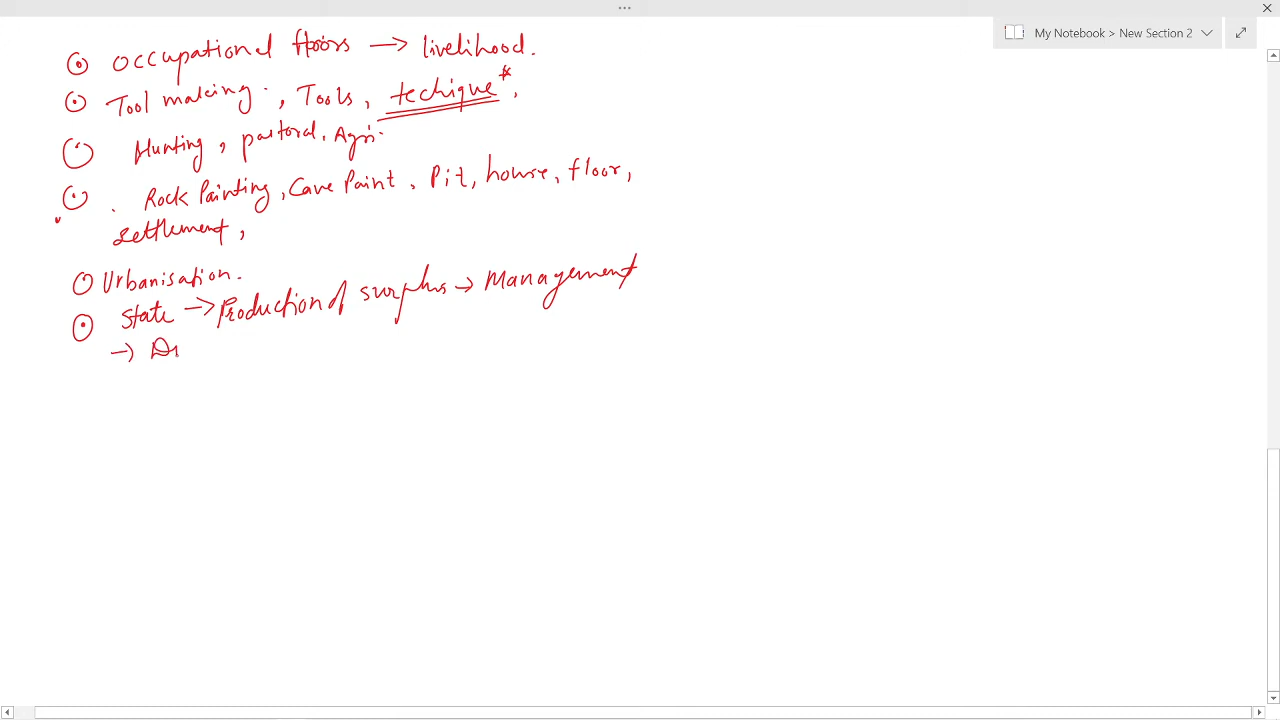 My Notebook > New Section 2
Occupational floors → livelihood.
Tool making, Tools, techique*,
Hunting, pastoral, Agri.
Rock Painting, Cave Paint, Pit, house, floor,
settlement,
Urbanisation.
State → Production of surplus → Management
→